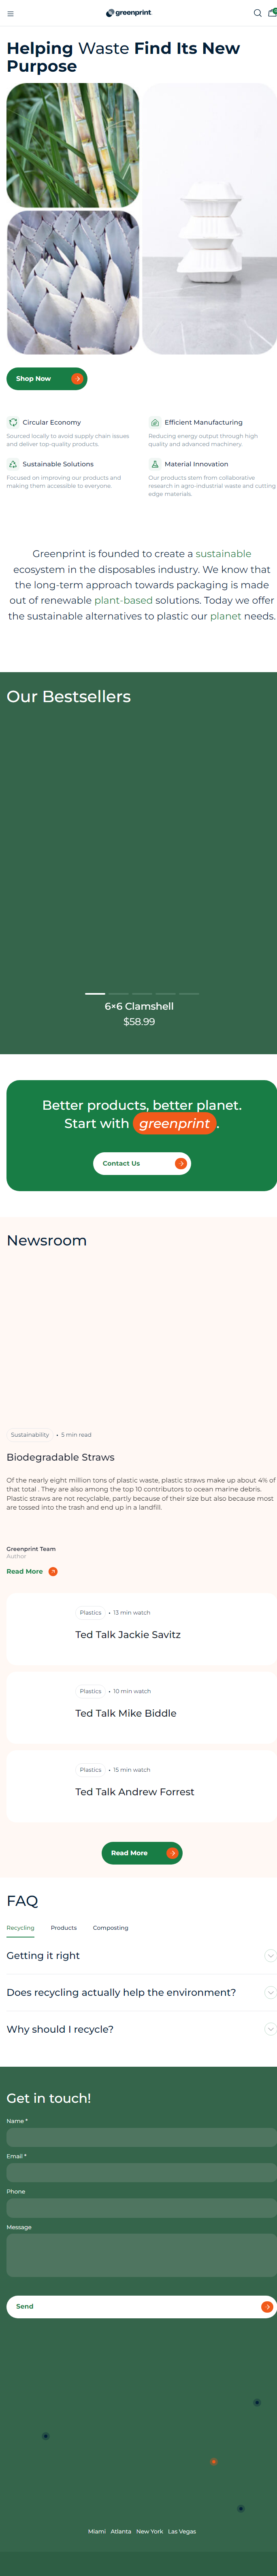 greenprint
Helping Waste Find Its New
Purpose
Shop Now
Circular Economy
Sourced locally to avoid supply chain issues
and deliver top-quality products.
Efficient Manufacturing
Reducing energy output through high
quality and advanced machinery.
Sustainable Solutions
Focused on improving our products and
making them accessible to everyone.
Material Innovation
Our products stem from collaborative
research in agro-industrial waste and cutting
edge materials.
Greenprint is founded to create a sustainable
ecosystem in the disposables industry. We know that
the long-term approach towards packaging is made
out of renewable plant-based solutions. Today we offer
the sustainable alternatives to plastic our planet needs.
Our Bestsellers
6×6 Clamshell
$58.99
Better products, better planet.
Start with greenprint.
Contact Us
Newsroom
Sustainability • 5 min read
Biodegradable Straws
Of the nearly eight million tons of plastic waste, plastic straws make up about 4% of
that total . They are also among the top 10 contributors to ocean marine debris.
Plastic straws are not recyclable, partly because of their size but also because most
are tossed into the trash and end up in a landfill.
Greenprint Team
Author
Read More
Plastics • 13 min watch
Ted Talk Jackie Savitz
Plastics • 10 min watch
Ted Talk Mike Biddle
Plastics • 15 min watch
Ted Talk Andrew Forrest
Read More
FAQ
Recycling Products Composting
Getting it right
Does recycling actually help the environment?
Why should I recycle?
Get in touch!
Name *
Email *
Phone
Message
Send
Miami Atlanta New York Las Vegas